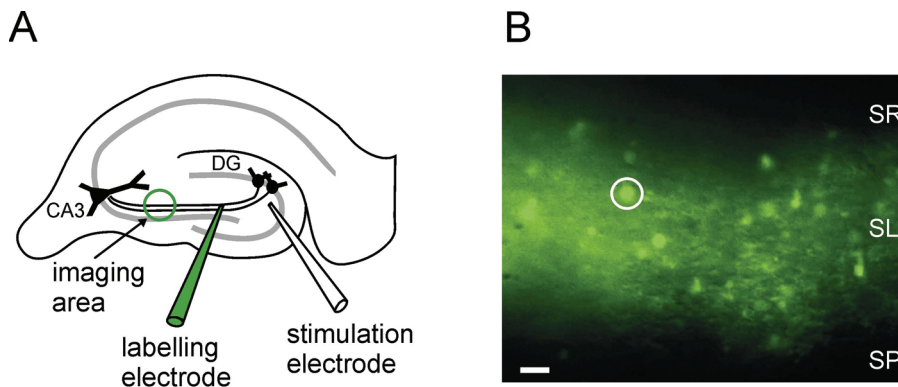 A
DG
CA3
imaging
area
labelling
electrode
stimulation
electrode
B
SR
SL
SP